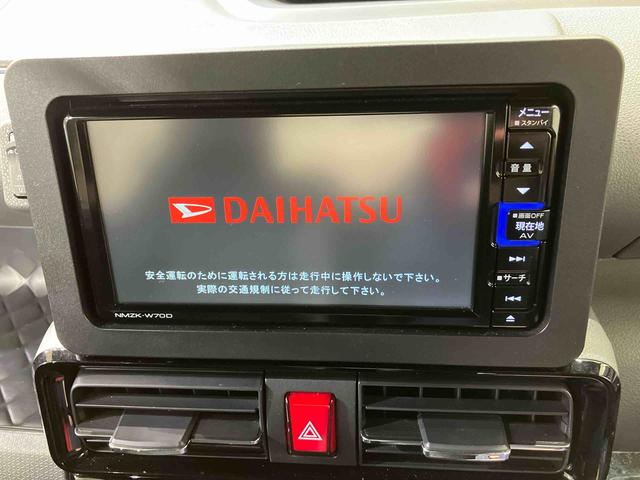 DAIHATSU
安全運転のために運転される方は走行中に操作しないで下さい。
実際の交通規制に従って走行して下さい。
NMZK-W70D
メニュー
スタンバイ
音量
画面OFF
現在地
AV
サーチ